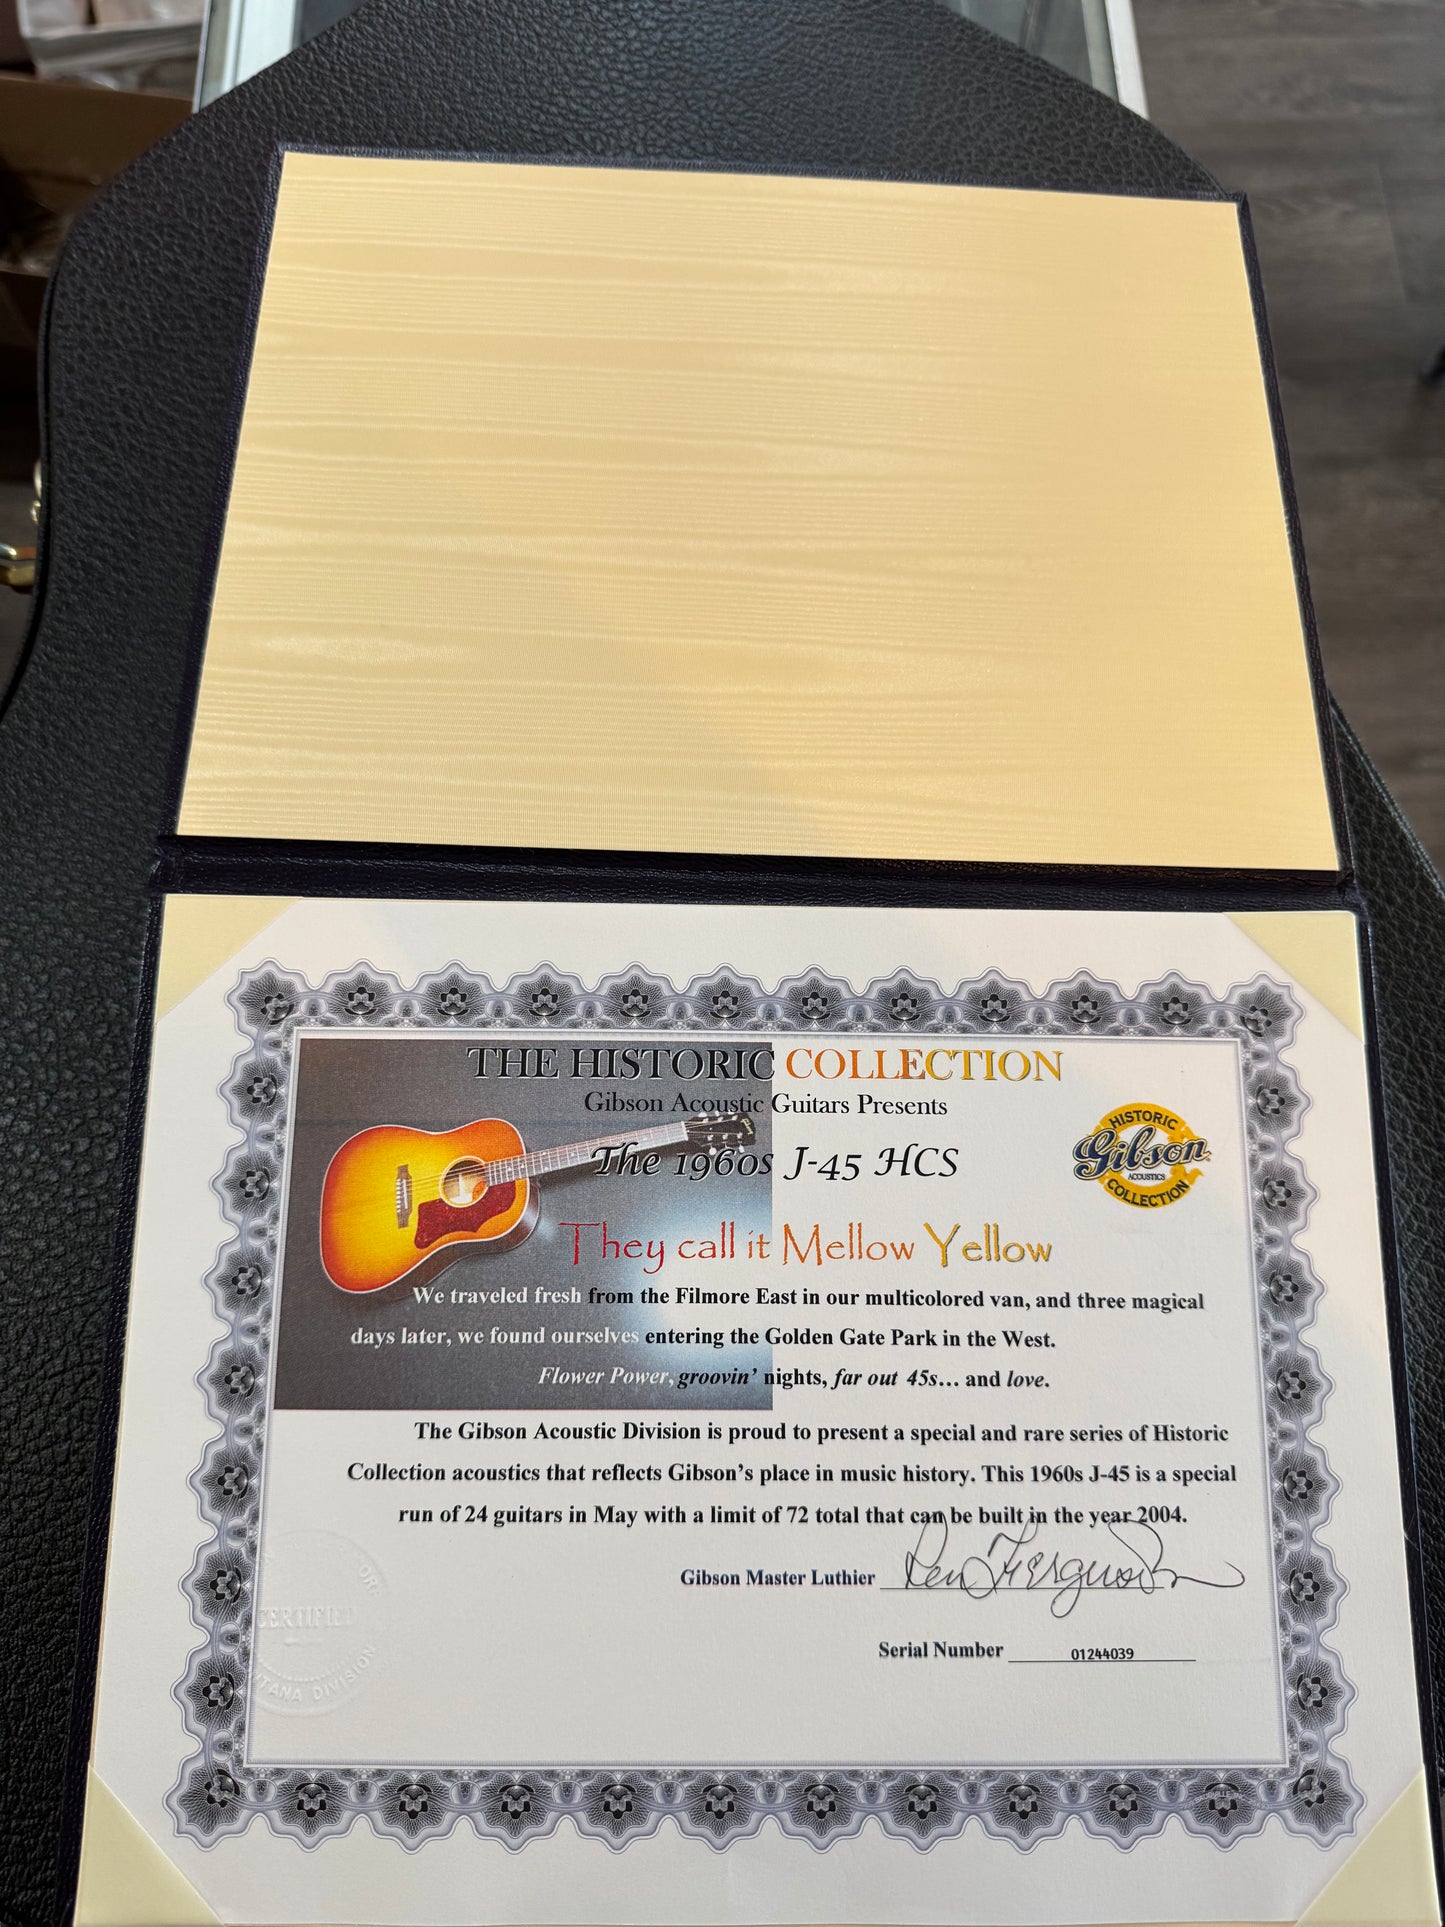 THE HISTORIC COLLECTION
Gibson Acoustic Guitars Presents
The 1960s J-45 HCS
HISTORIC
Gibson
ACOUSTICS
COLLECTION
They call it Mellow Yellow
We traveled fresh from the Filmore East in our multicolored van, and three magical
days later, we found ourselves entering the Golden Gate Park in the West.
Flower Power, groovin' nights, far out 45s... and love.
The Gibson Acoustic Division is proud to present a special and rare series of Historic
Collection acoustics that reflects Gibson's place in music history. This 1960s J-45 is a special
run of 24 guitars in May with a limit of 72 total that can be built in the year 2004.
Gibson Master Luthier Ren Ferguson
Serial Number 01244039
CERTIFIED
TANA DIVISION